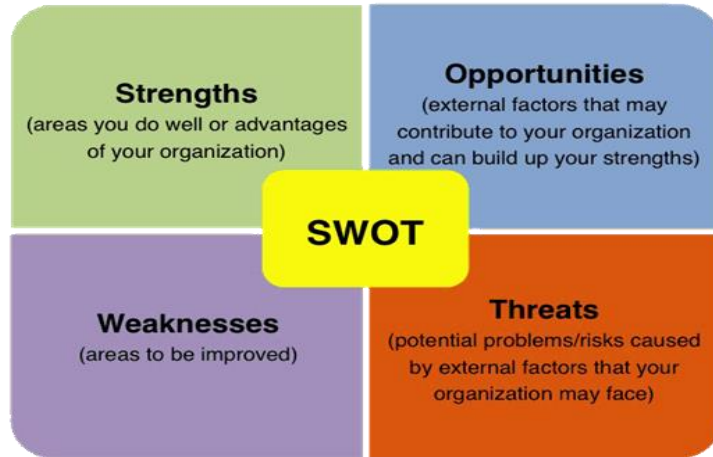 Strengths
(areas you do well or advantages
of your organization)
Opportunities
(external factors that may
contribute to your organization
and can build up your strengths)
SWOT
Weaknesses
(areas to be improved)
Threats
(potential problems/risks caused
by external factors that your
organization may face)